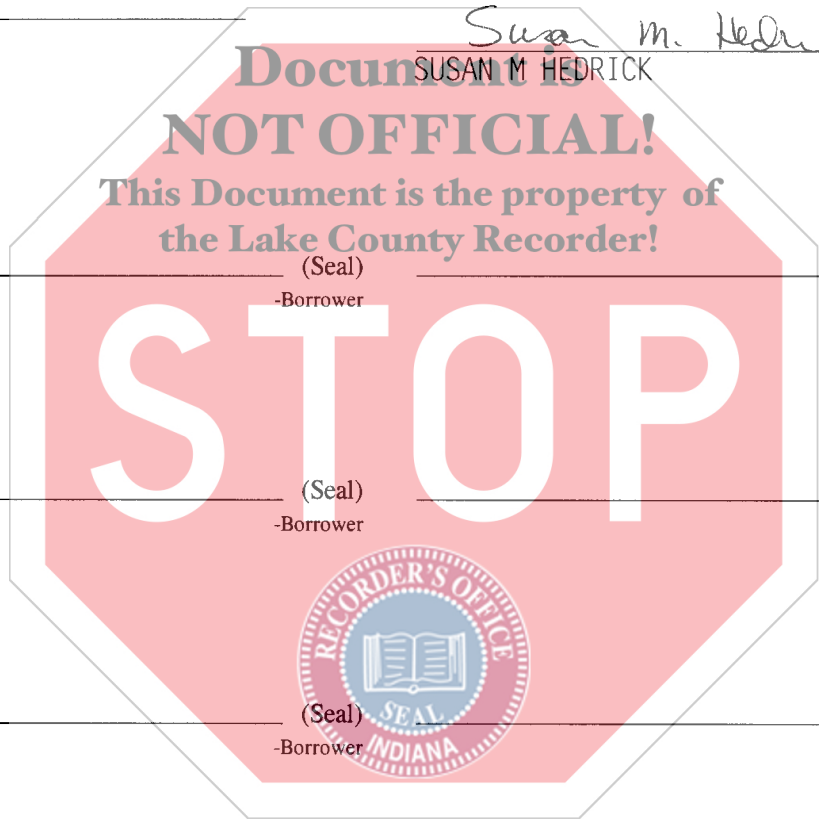 Susan M. Hedri
SUSAN M HEDRICK
Document is
NOT OFFICIAL!
This Document is the property of
the Lake County Recorder!
(Seal)
-Borrower
STOP
(Seal)
-Borrower
RECORDER'S OFFICE
SEAL
INDIANA
(Seal)
-Borrower